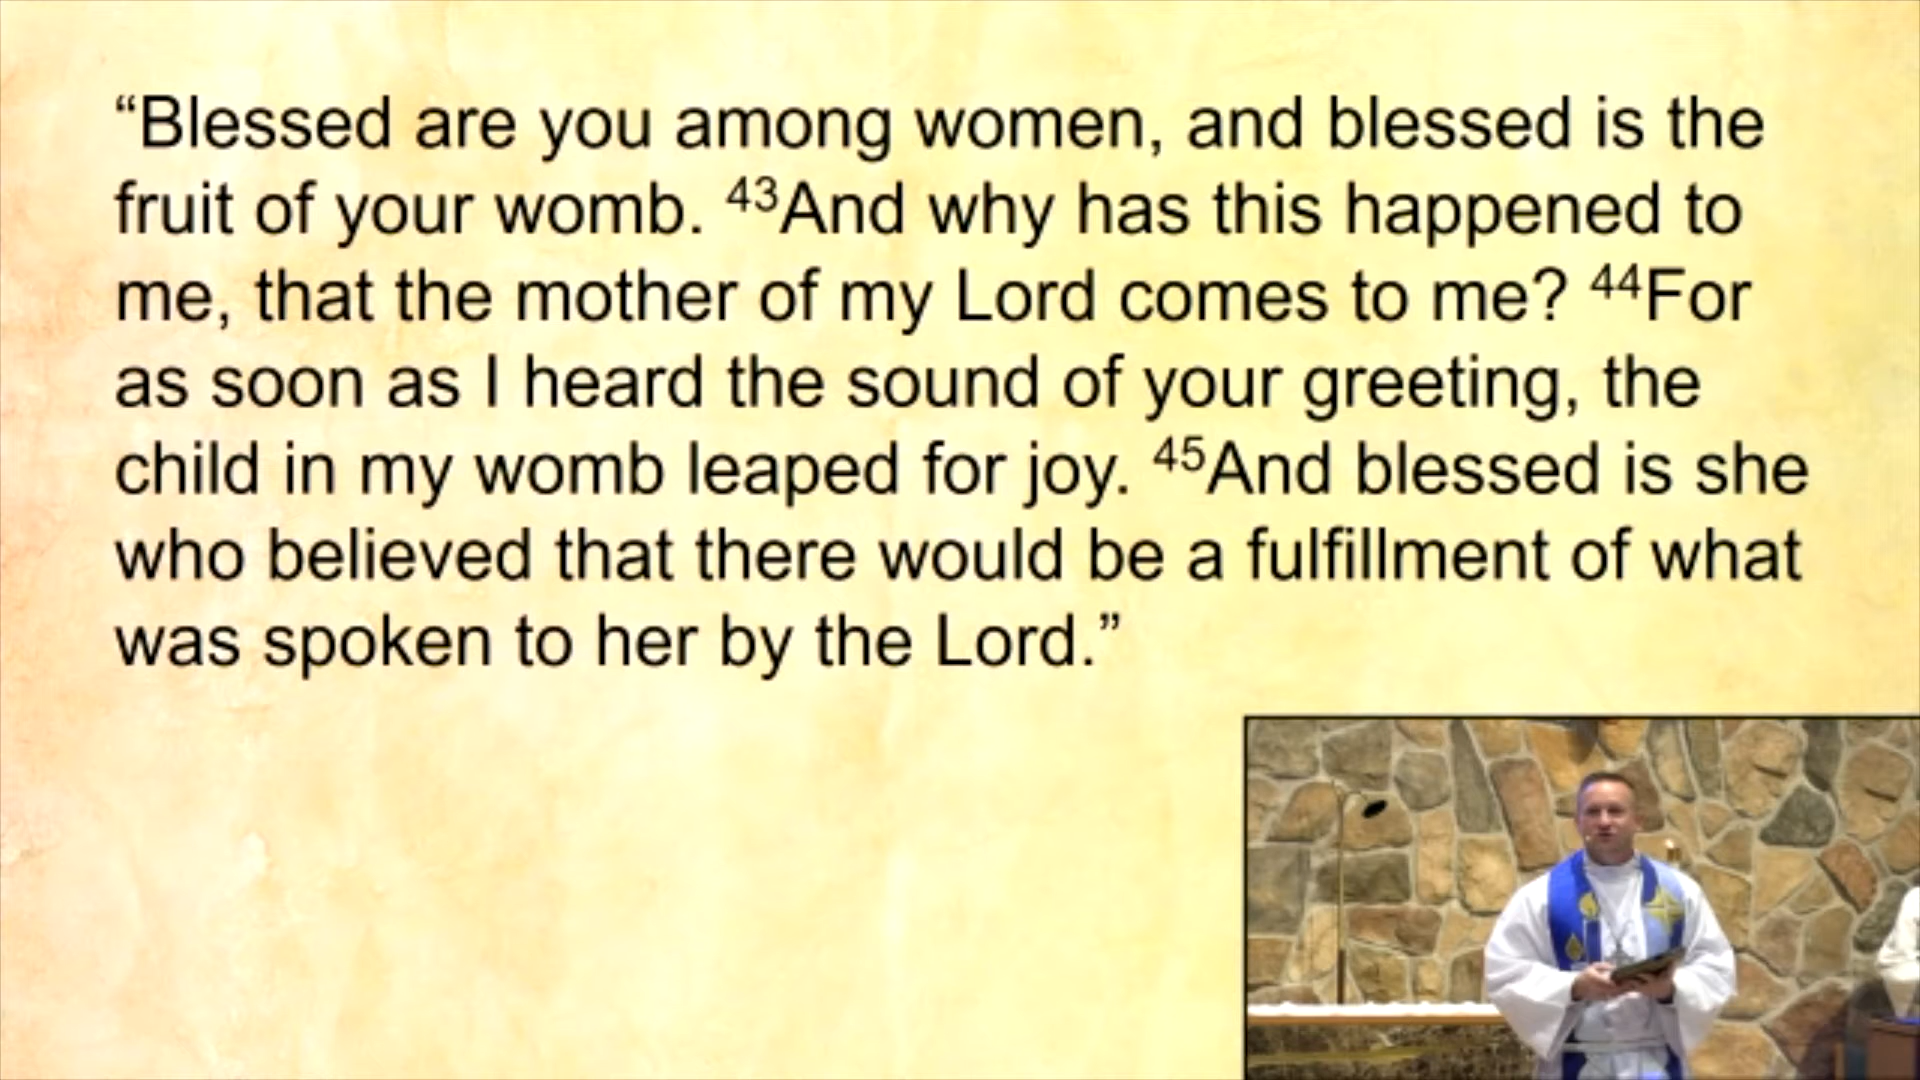 “Blessed are you among women, and blessed is the
fruit of your womb. ⁴³And why has this happened to
me, that the mother of my Lord comes to me? ⁴⁴For
as soon as I heard the sound of your greeting, the
child in my womb leaped for joy. ⁴⁵And blessed is she
who believed that there would be a fulfillment of what
was spoken to her by the Lord.”